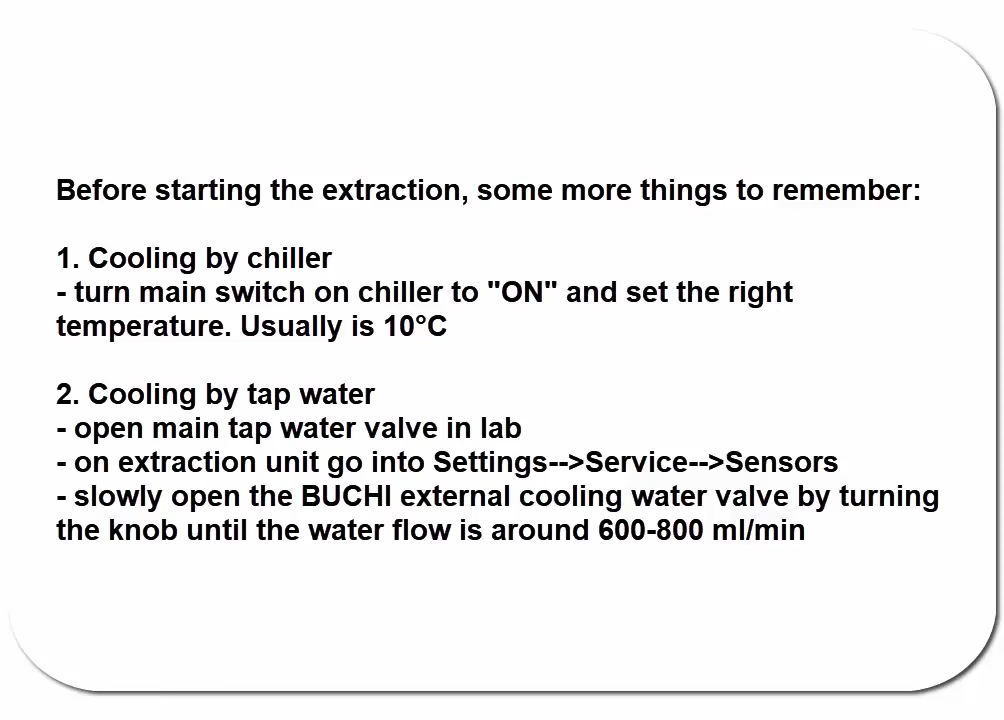 Before starting the extraction, some more things to remember:
1. Cooling by chiller
- turn main switch on chiller to "ON" and set the right
temperature. Usually is 10°C
2. Cooling by tap water
- open main tap water valve in lab
- on extraction unit go into Settings-->Service-->Sensors
- slowly open the BUCHI external cooling water valve by turning
the knob until the water flow is around 600-800 ml/min